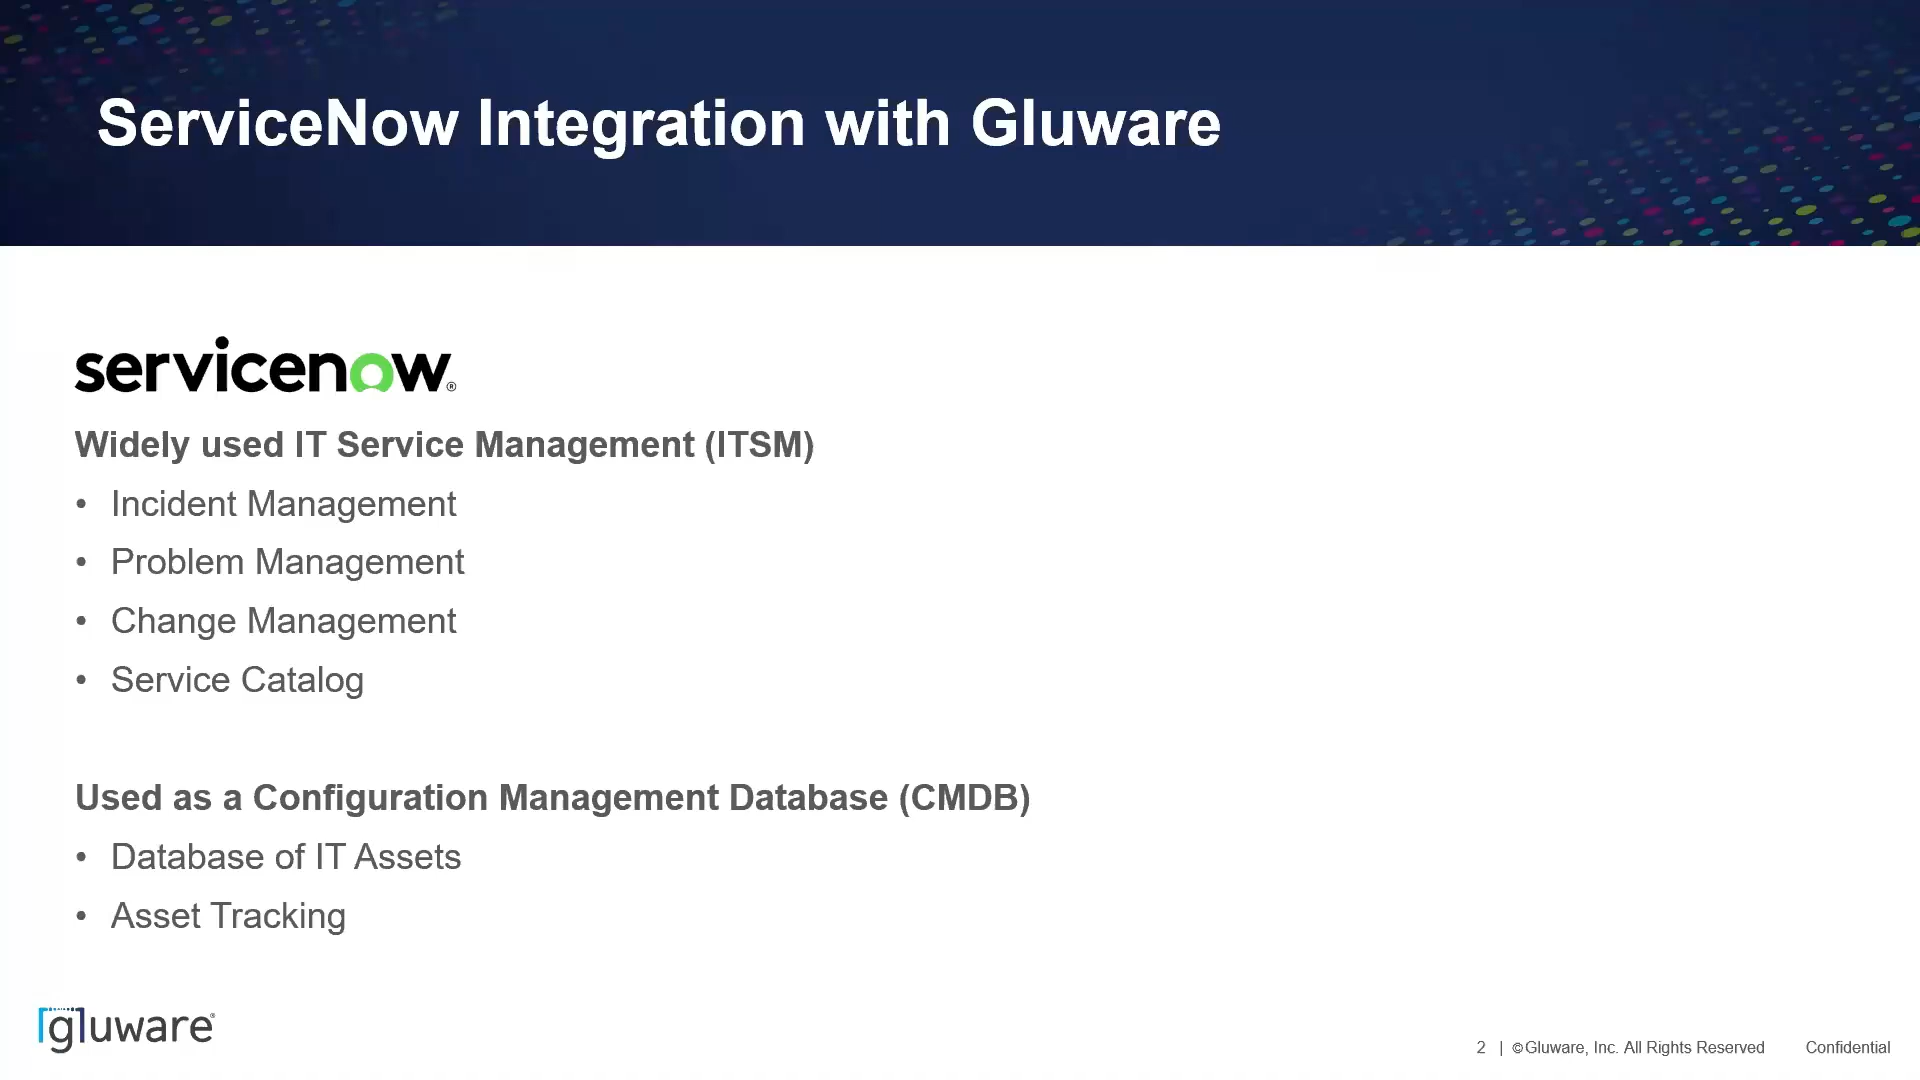 ServiceNow Integration with Gluware
servicenow®
Widely used IT Service Management (ITSM)
• Incident Management
• Problem Management
• Change Management
• Service Catalog
Used as a Configuration Management Database (CMDB)
• Database of IT Assets
• Asset Tracking
[g]luware®
2 | ©Gluware, Inc. All Rights Reserved Confidential